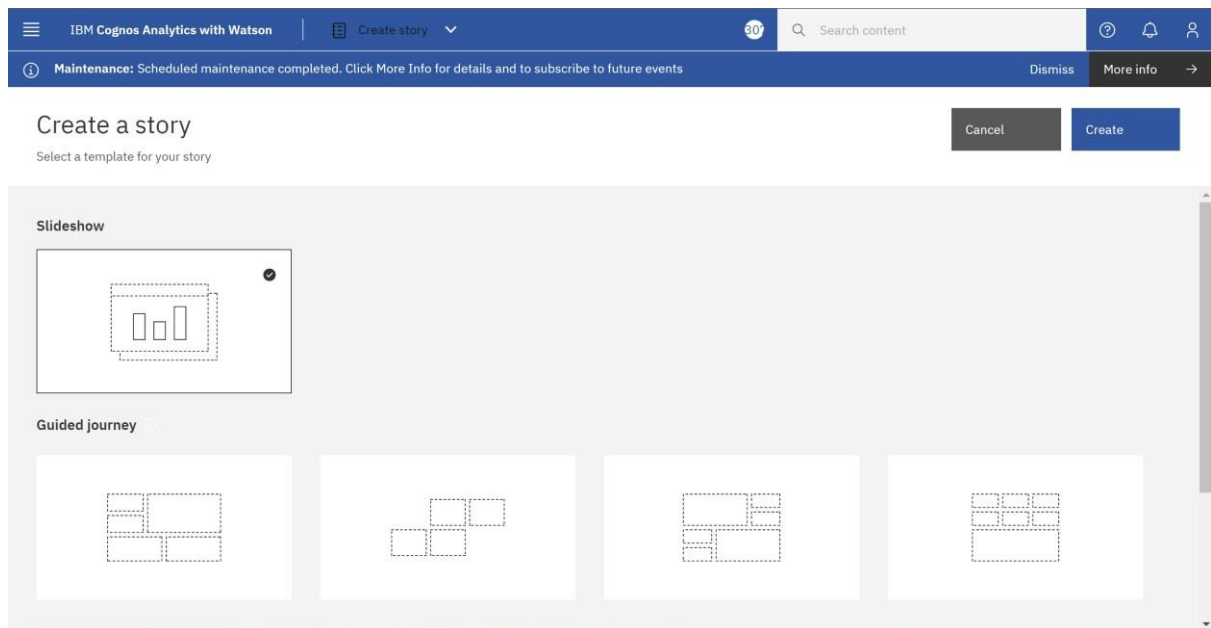 IBM Cognos Analytics with Watson
Create story
Search content
Maintenance: Scheduled maintenance completed. Click More Info for details and to subscribe to future events
Dismiss
More info
Create a story
Cancel
Create
Select a template for your story
Slideshow
Guided journey